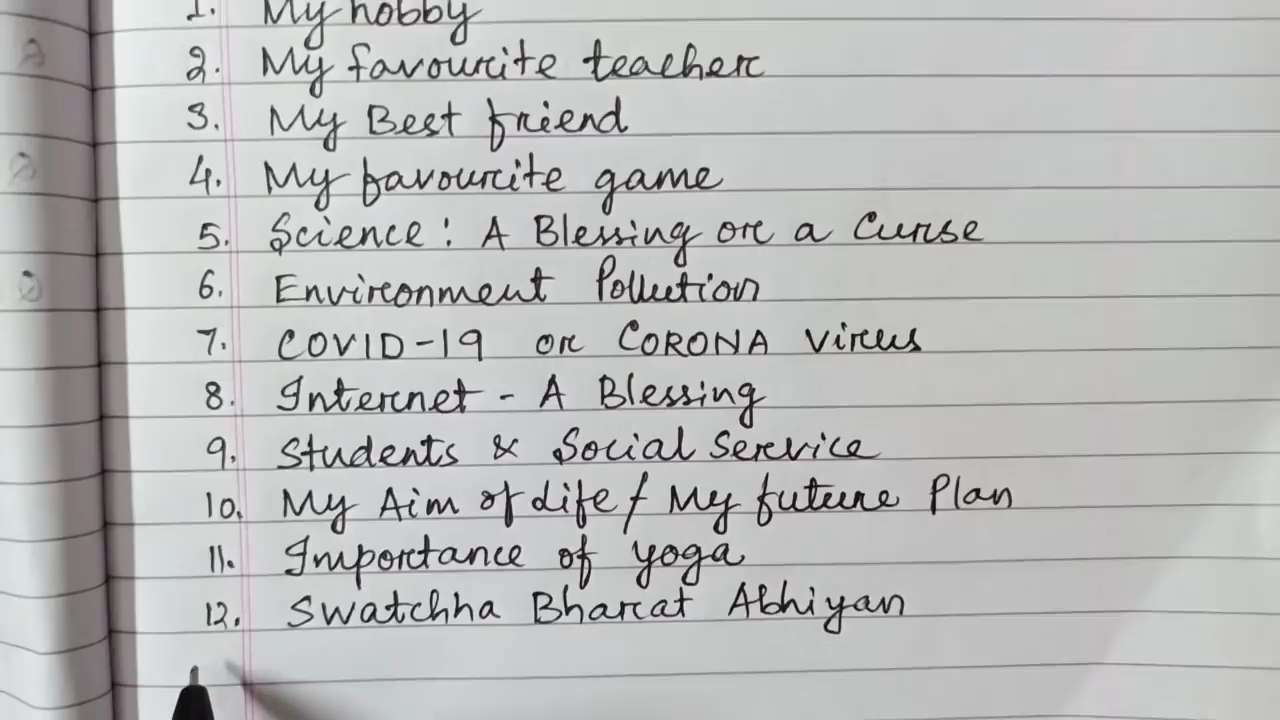 1. My hobby
2. My favourite teacher
3. My Best friend
4. My favourite game
5. Science: A Blessing or a Curse
6. Environment Pollution
7. COVID-19 or CORONA Virus
8. Internet - A Blessing
9. Students & Social Service
10. My Aim of life / My future Plan
11. Importance of yoga
12. Swatchha Bharat Abhiyan